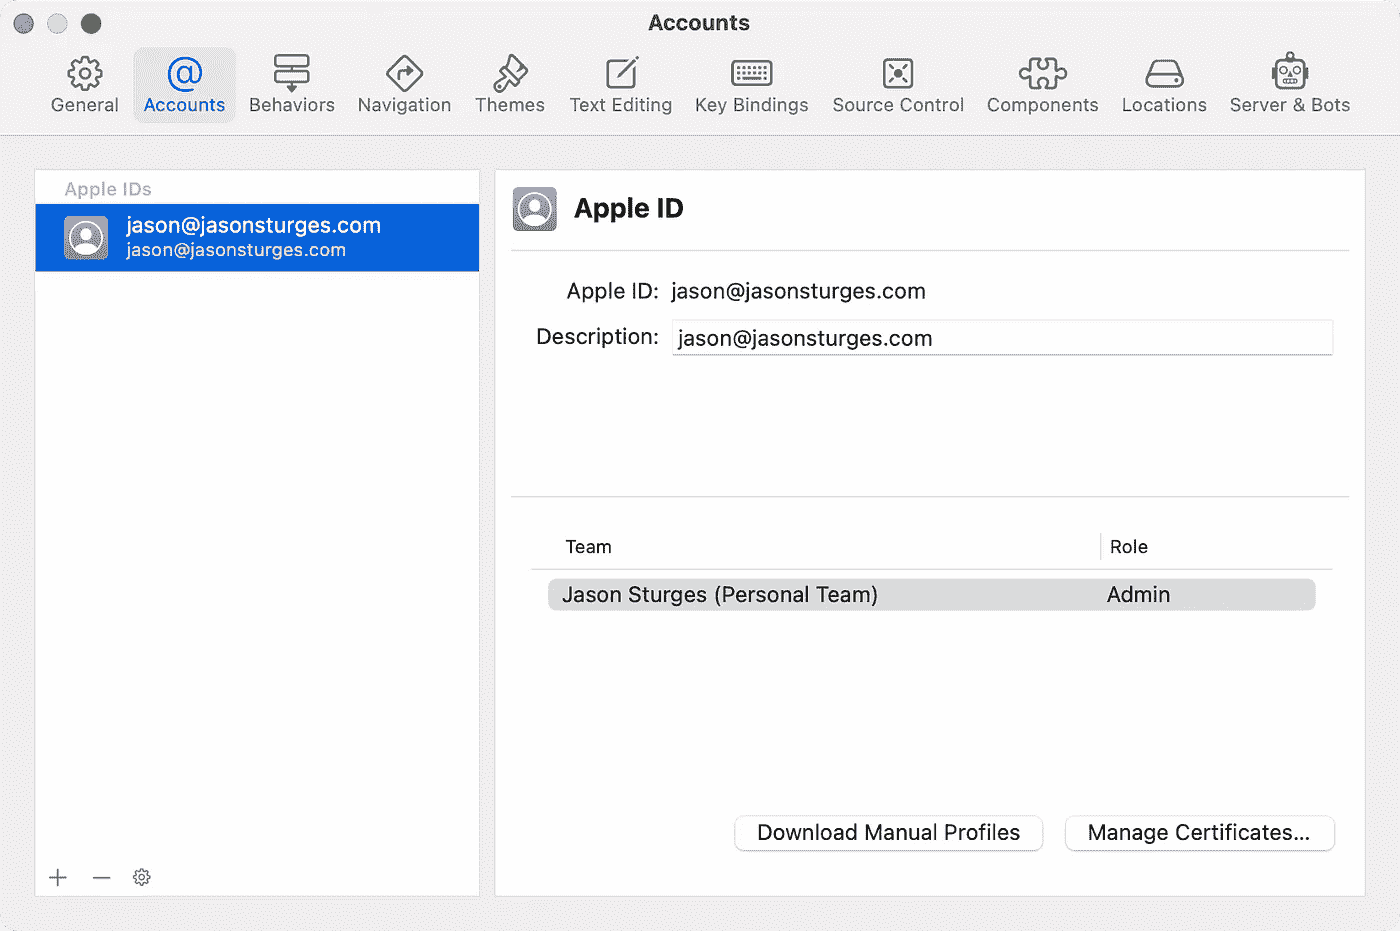 Accounts
General Accounts Behaviors Navigation Themes Text Editing Key Bindings Source Control Components Locations Server & Bots
Apple IDs
jason@jasonsturges.com
jason@jasonsturges.com
Apple ID
Apple ID: jason@jasonsturges.com
Description: jason@jasonsturges.com
Team Role
Jason Sturges (Personal Team) Admin
Download Manual Profiles Manage Certificates...